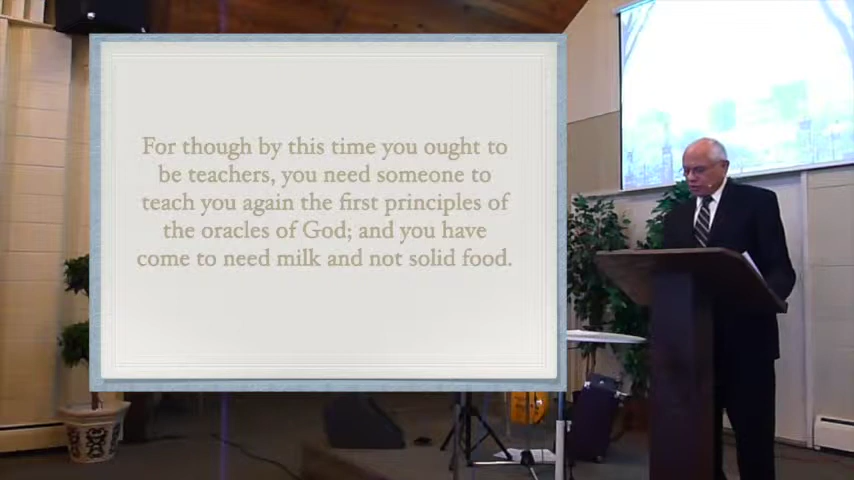 For though by this time you ought to
be teachers, you need someone to
teach you again the first principles of
the oracles of God; and you have
come to need milk and not solid food.